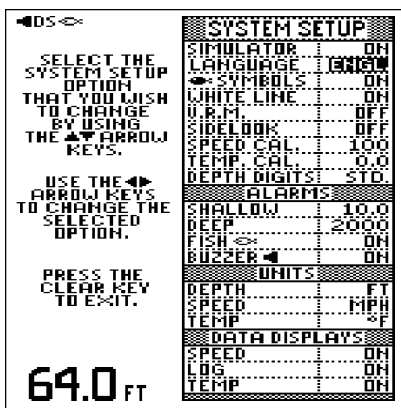 DS
SELECT THE
SYSTEM SETUP
OPTION
THAT YOU WISH
TO CHANGE
BY USING
THE ▲▼ ARROW
KEYS.
USE THE ◀▶
ARROW KEYS
TO CHANGE THE
SELECTED
OPTION.
PRESS THE
CLEAR KEY
TO EXIT.
64.0 FT
SYSTEM SETUP
SIMULATOR : ON
LANGUAGE :
SYMBOLS : ON
WHITE LINE : ON
V.R.M. : OFF
SIDELOOK : OFF
SPEED CAL. : 100
TEMP. CAL. : 0.0
DEPTH DIGITS: STD.
ALARMS
SHALLOW : 10.0
DEEP : 2000
FISH : ON
BUZZER : ON
UNITS
DEPTH : FT
SPEED : MPH
TEMP : °F
DATA DISPLAYS
SPEED : ON
LOG : ON
TEMP : ON